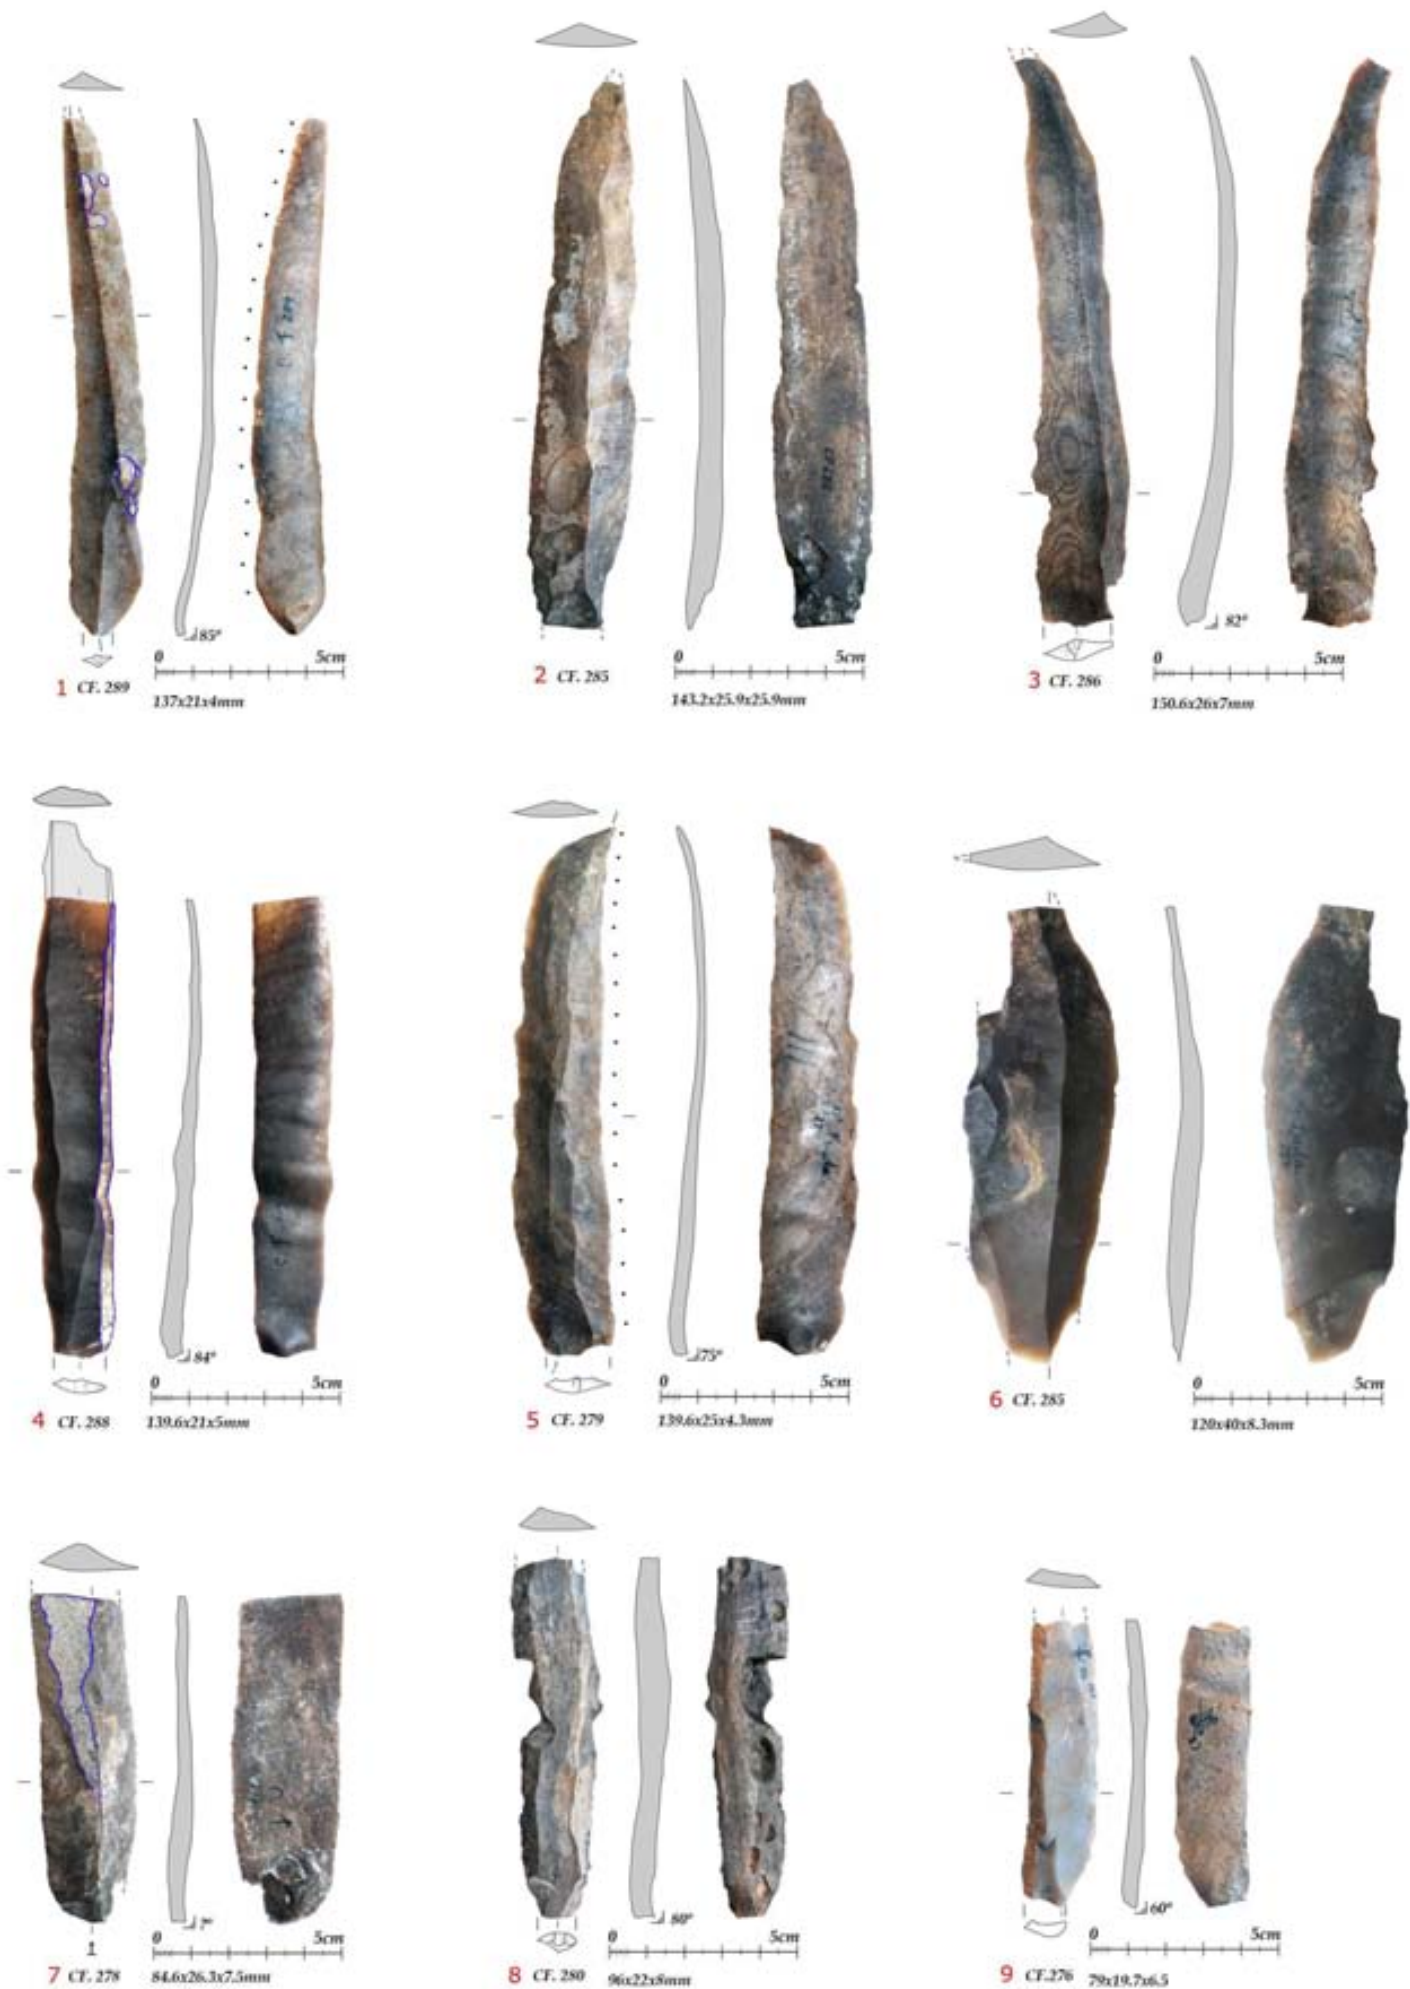 85°
0 5cm
1 CF. 289
137x21x4mm
0 5cm
2 CF. 285
143.2x25.9x25.9mm
82°
0 5cm
3 CF. 286
150.6x26x7mm
84°
0 5cm
4 CF. 288
139.6x21x5mm
75°
0 5cm
5 CF. 279
139.6x25x4.3mm
0 5cm
6 CF. 285
120x40x8.3mm
?°
1
0 5cm
7 CF. 278
84.6x26.3x7.5mm
80°
0 5cm
8 CF. 280
96x22x8mm
60°
0 5cm
9 CF.276
79x19.7x6.5